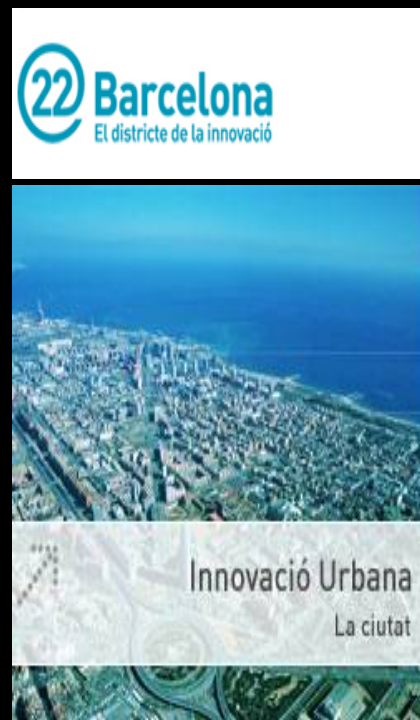 22@ Barcelona
El districte de la innovació
Innovació Urbana
La ciutat